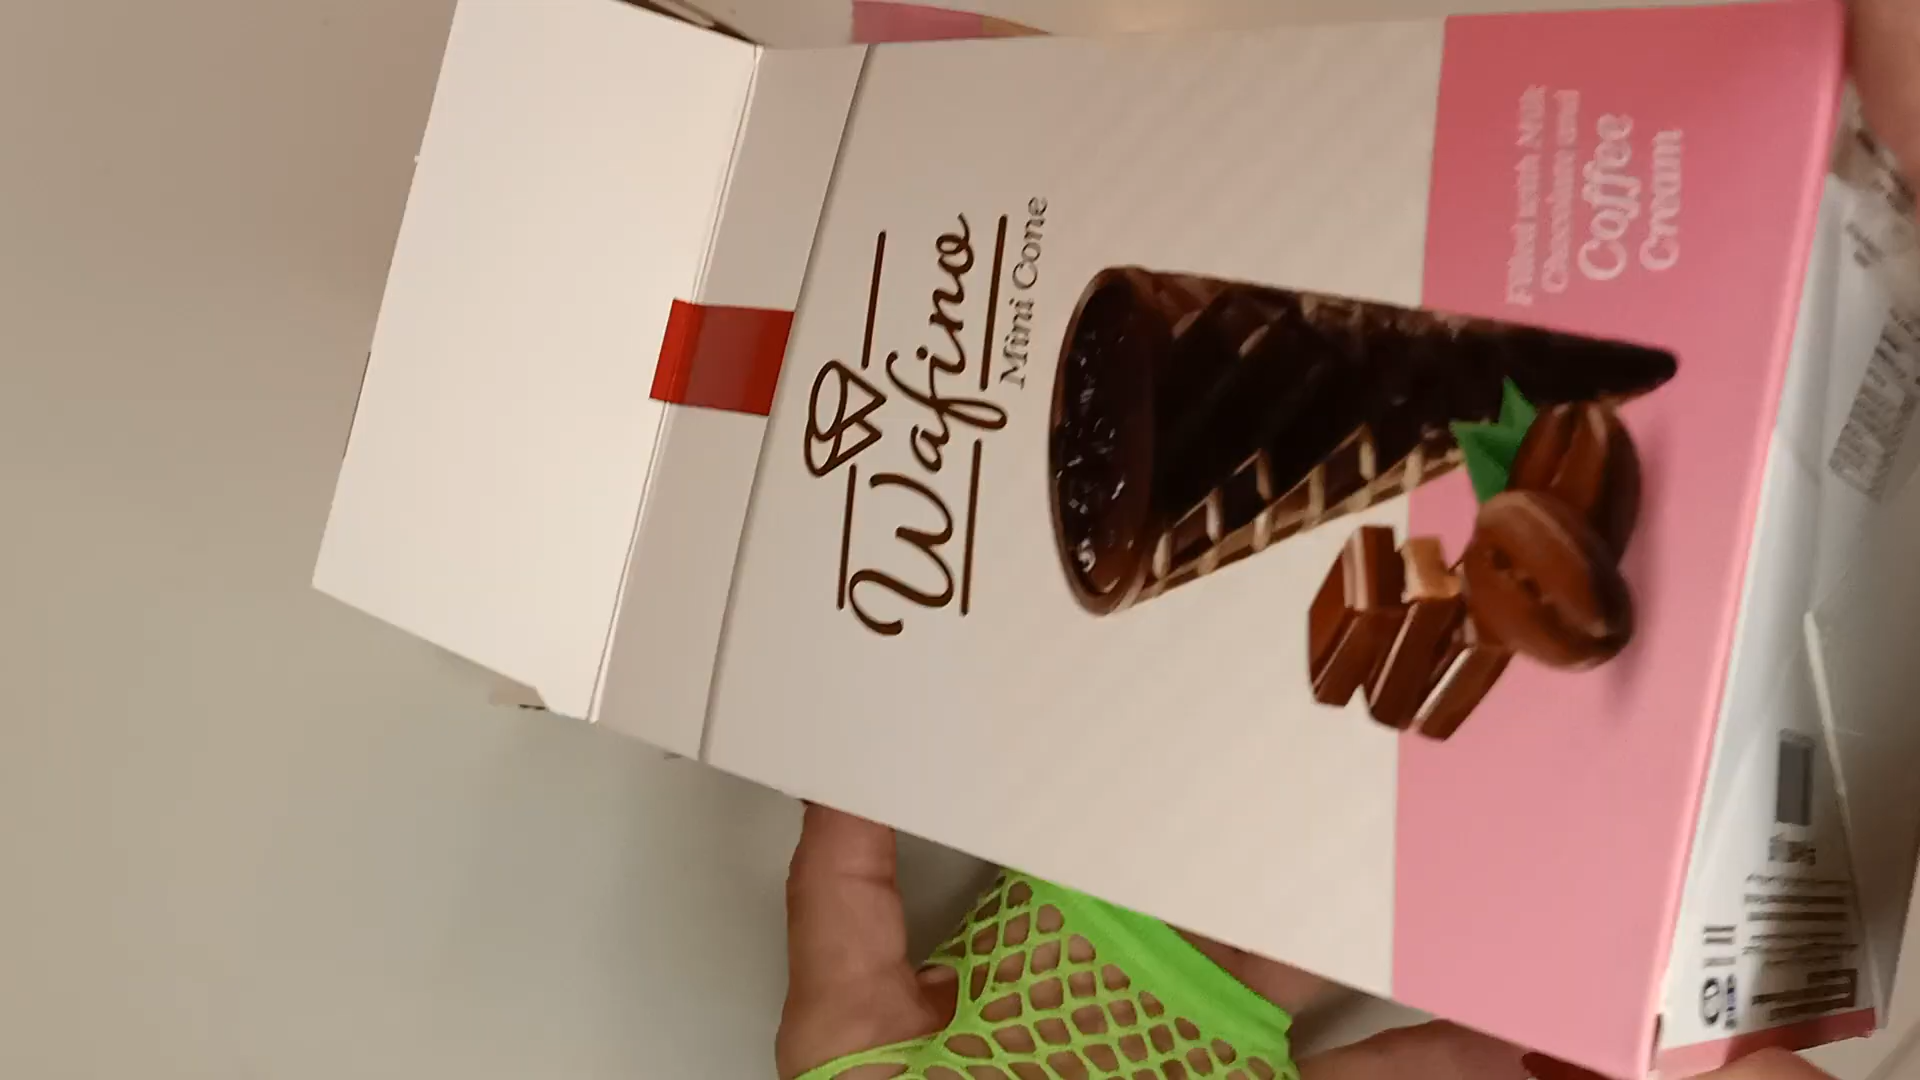 Wafino
Mini Cone
Filled with Milk
Chocolate and
Coffee
Cream